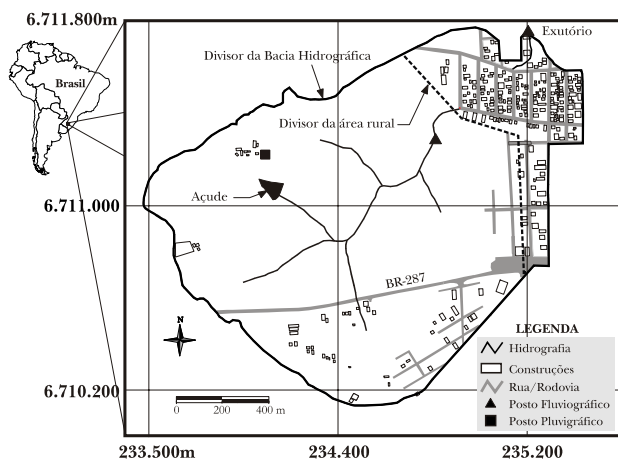 6.711.800m
Exutório
Divisor da Bacia Hidrográfica
Brasil
Divisor da área rural
Açude
6.711.000
BR-287
N
LEGENDA
Hidrografia
Construções
Rua/Rodovia
Posto Fluviográfico
Posto Pluvigráfico
6.710.200
0 200 400 m
233.500m 234.400 235.200